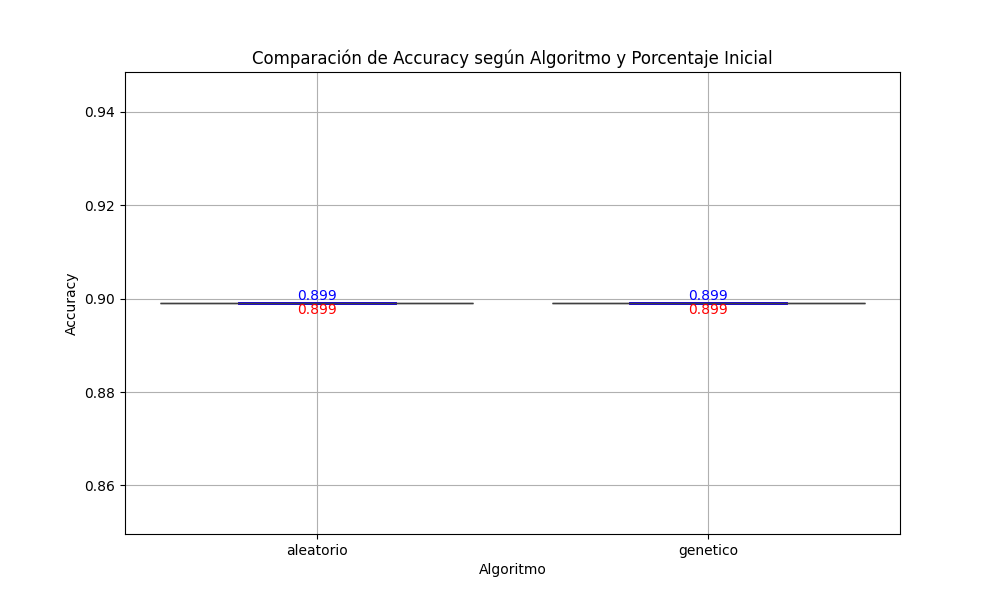 Comparación de Accuracy según Algoritmo y Porcentaje Inicial
0.94
0.92
0.90
0.88
0.86
Accuracy
0.899
0.899
0.899
0.899
aleatorio
genetico
Algoritmo